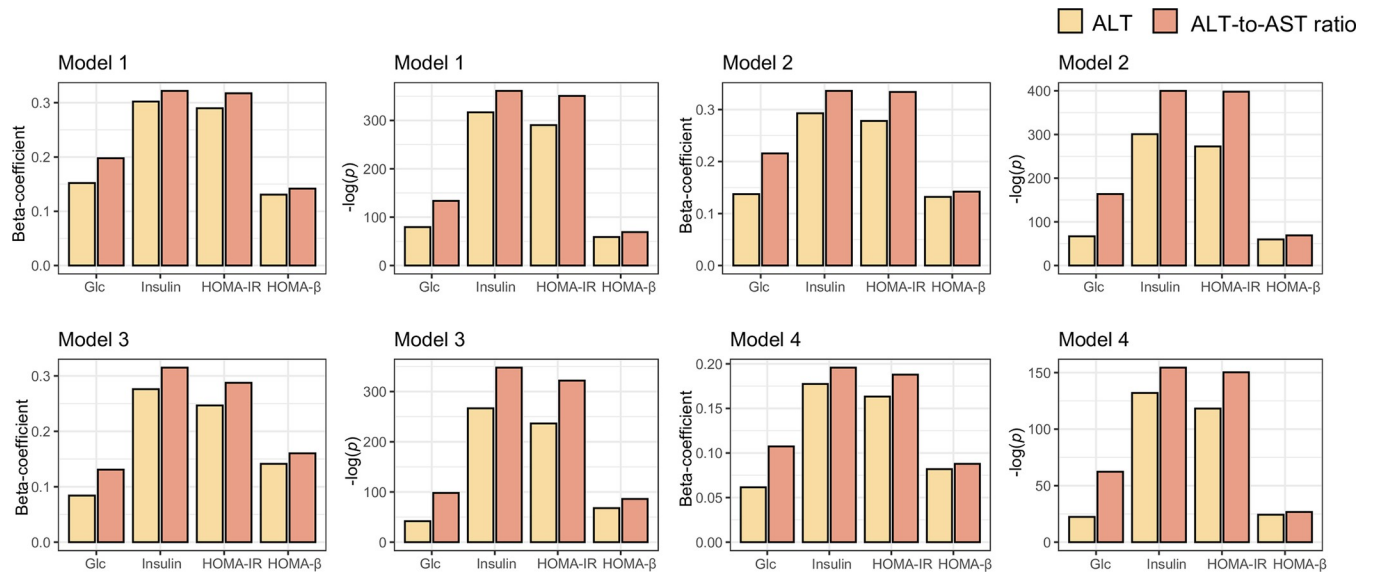 ALT ALT-to-AST ratio
Model 1
Beta-coefficient
0.3
0.2
0.1
0.0
Glc Insulin HOMA-IR HOMA-β
Model 1
-log(p)
300
200
100
0
Glc Insulin HOMA-IR HOMA-β
Model 2
Beta-coefficient
0.3
0.2
0.1
0.0
Glc Insulin HOMA-IR HOMA-β
Model 2
-log(p)
400
300
200
100
0
Glc Insulin HOMA-IR HOMA-β
Model 3
Beta-coefficient
0.3
0.2
0.1
0.0
Glc Insulin HOMA-IR HOMA-β
Model 3
-log(p)
300
200
100
0
Glc Insulin HOMA-IR HOMA-β
Model 4
Beta-coefficient
0.20
0.15
0.10
0.05
0.00
Glc Insulin HOMA-IR HOMA-β
Model 4
-log(p)
150
100
50
0
Glc Insulin HOMA-IR HOMA-β